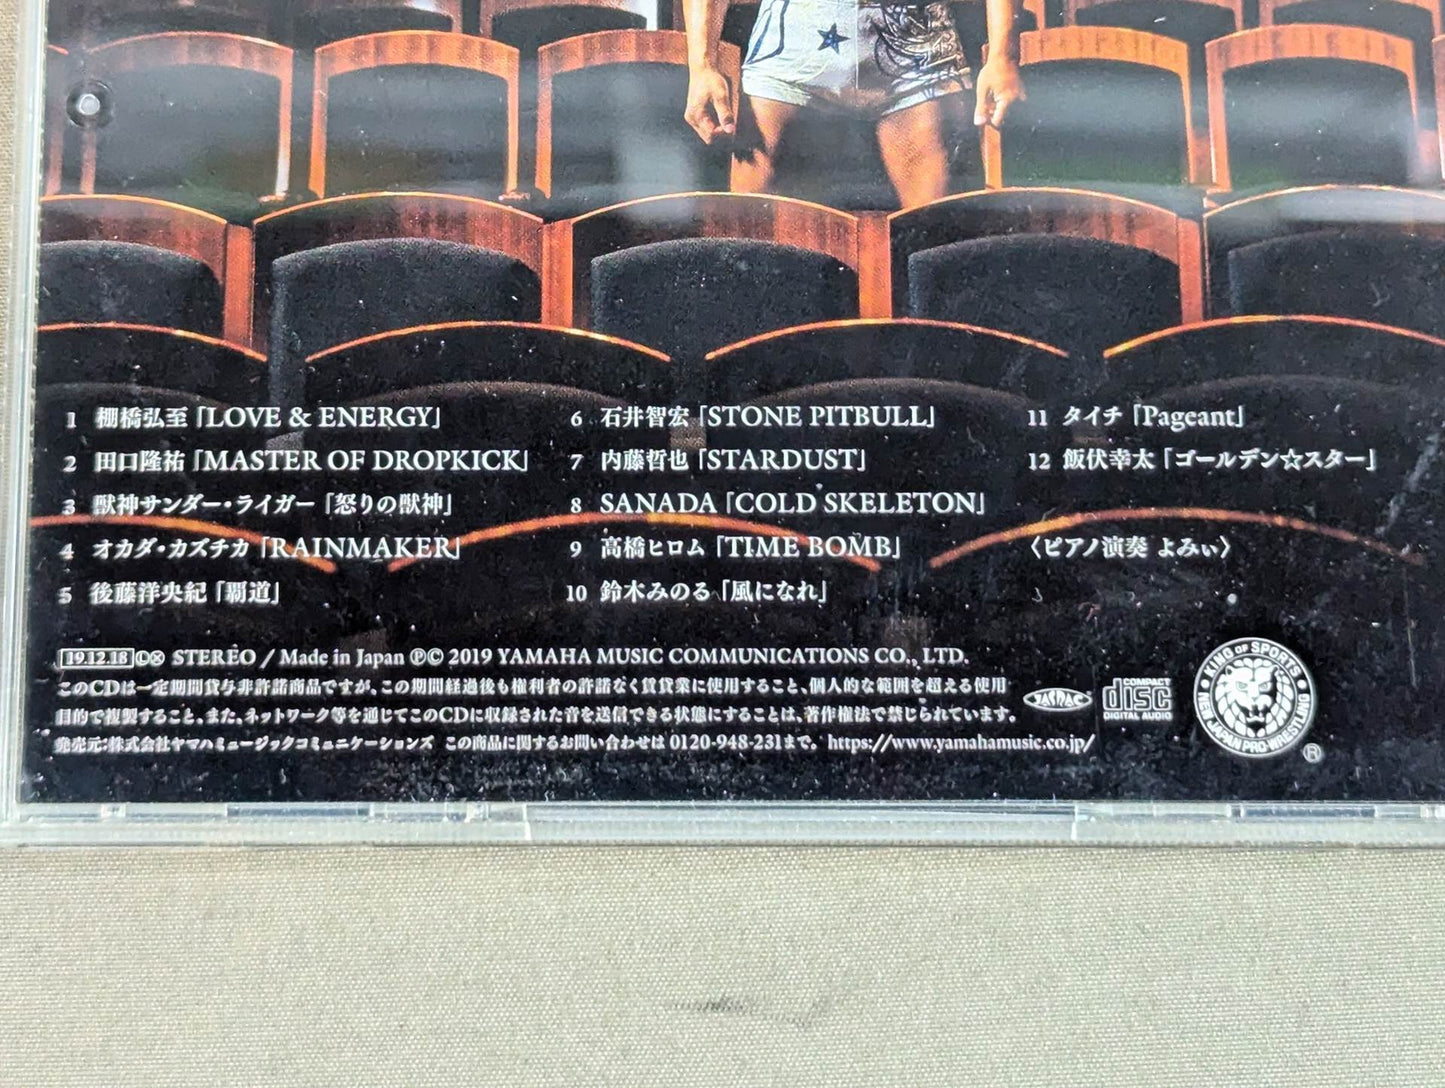 1 棚橋弘至「LOVE & ENERGY」
2 田口隆祐「MASTER OF DROPKICK」
3 獣神サンダー・ライガー「怒りの獣神」
4 オカダ・カズチカ「RAINMAKER」
5 後藤洋央紀「覇道」
6 石井智宏「STONE PITBULL」
7 内藤哲也「STARDUST」
8 SANADA「COLD SKELETON」
9 高橋ヒロム「TIME BOMB」
10 鈴木みのる「風になれ」
11 タイチ「Pageant」
12 飯伏幸太「ゴールデン☆スター」
〈ピアノ演奏 よみぃ〉
19.12.18 Ⓛⓧ STEREO / Made in Japan ℗© 2019 YAMAHA MUSIC COMMUNICATIONS CO., LTD.
このCDは一定期間貸与非許諾商品ですが、この期間経過後も権利者の許諾なく賃貸業に使用すること、個人的な範囲を超える使用
目的で複製すること、また、ネットワーク等を通じてこのCDに収録された音を送信できる状態にすることは、著作権法で禁じられています。
発売元：株式会社ヤマハミュージックコミュニケーションズ この商品に関するお問い合わせは 0120-948-231まで。 https://www.yamahamusic.co.jp/
JASRAC
COMPACT
disc
DIGITAL AUDIO
KING OF SPORTS
NEW JAPAN PRO-WRESTLING
®